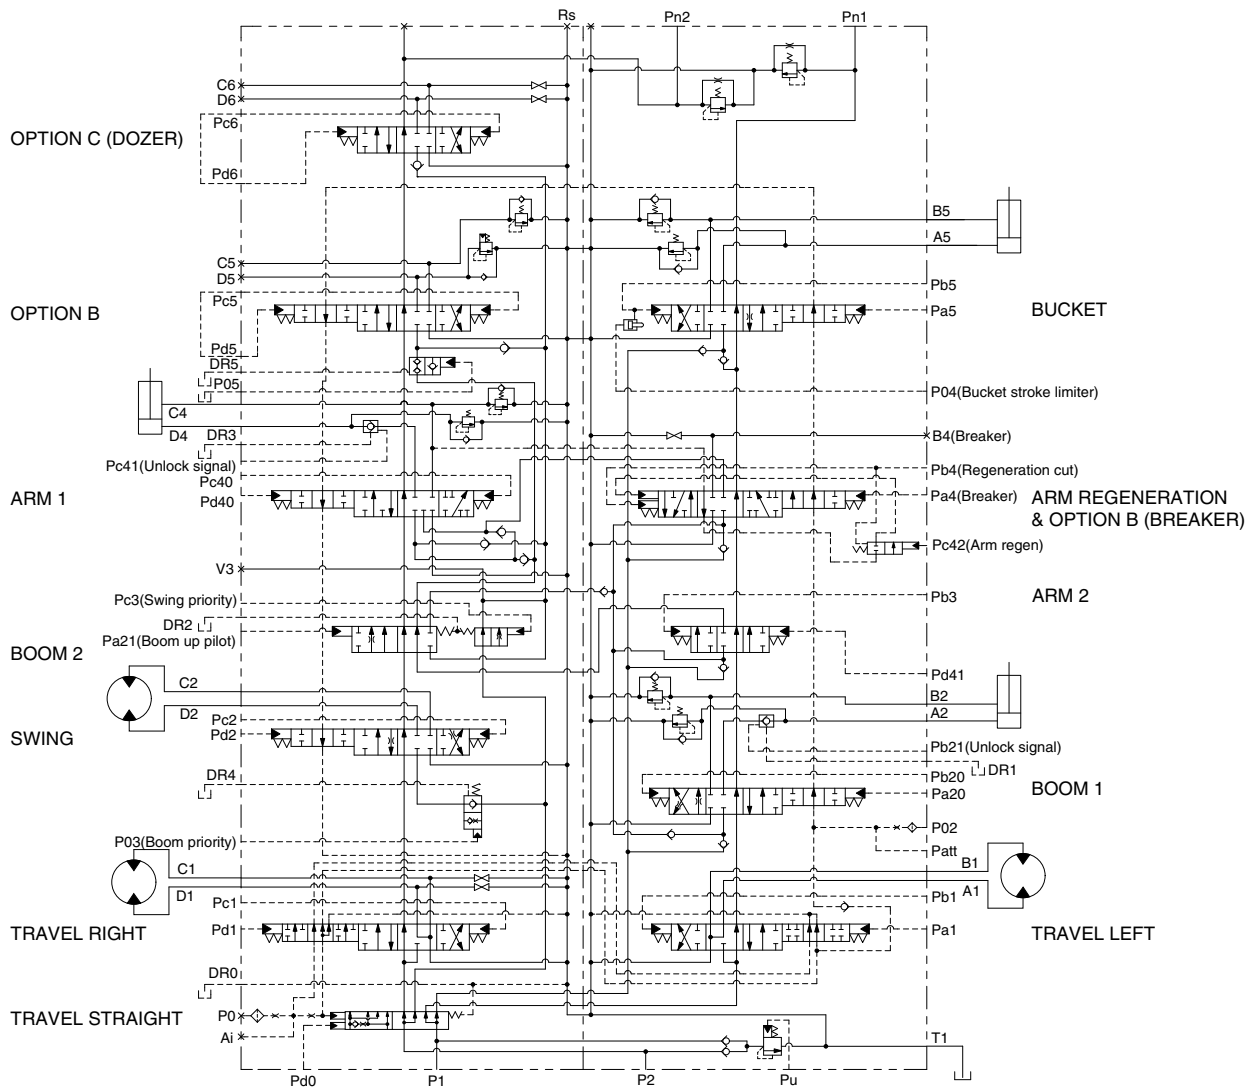 Rs
Pn2
Pn1
C6
D6
Pc6
OPTION C (DOZER)
Pd6
B5
A5
C5
D5
Pc5
OPTION B
Pd5
Pb5
Pa5
BUCKET
DR5
P05
P04(Bucket stroke limiter)
C4
D4
DR3
B4(Breaker)
Pc41(Unlock signal)
Pc40
Pd40
ARM 1
Pb4(Regeneration cut)
Pa4(Breaker)
ARM REGENERATION
& OPTION B (BREAKER)
Pc42(Arm regen)
V3
Pc3(Swing priority)
DR2
Pa21(Boom up pilot)
BOOM 2
Pb3
ARM 2
Pd41
C2
D2
Pc2
Pd2
SWING
B2
A2
Pb21(Unlock signal)
DR1
DR4
Pb20
Pa20
BOOM 1
P03(Boom priority)
P02
Patt
C1
D1
Pc1
Pd1
TRAVEL RIGHT
B1
A1
Pb1
Pa1
TRAVEL LEFT
DR0
TRAVEL STRAIGHT
P0
Ai
T1
Pd0
P1
P2
Pu